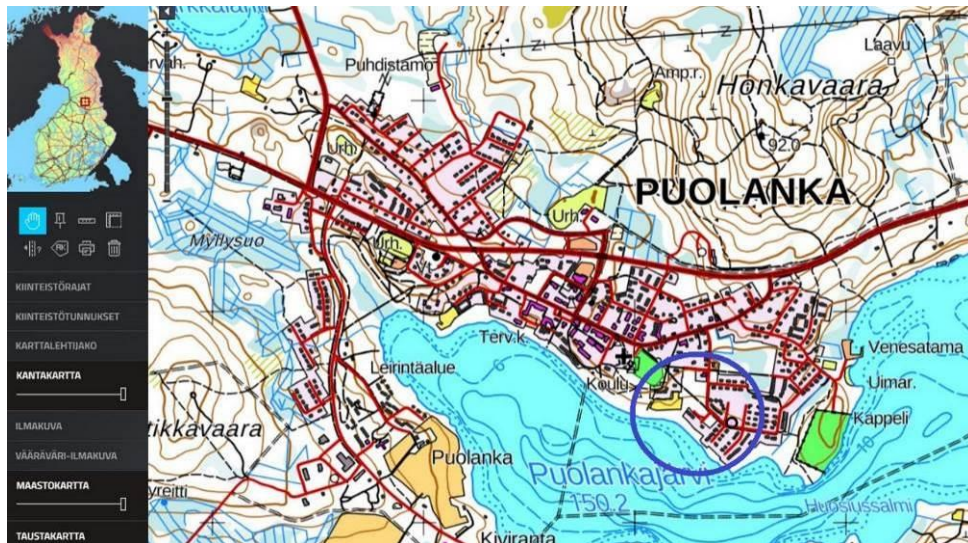 KIINTEISTÖRAJAT
KIINTEISTÖTUNNUKSET
KARTTALEHTIJAKO
KANTAKARTTA
ILMAKUVA
VÄÄRÄVÄRI-ILMAKUVA
MAASTOKARTTA
TAUSTAKARTTA
Puhdistamo
Amp.r.
Laavu
Honkavaara
Urh.
92.0
PUOLANKA
Urh.
Myllysuo
Urh.
Terv.k.
Venesatama
Leirintäalue
Koulu
Uimar.
Kappeli
Puolanka
Puolankajärvi
150.2
Kiviranta